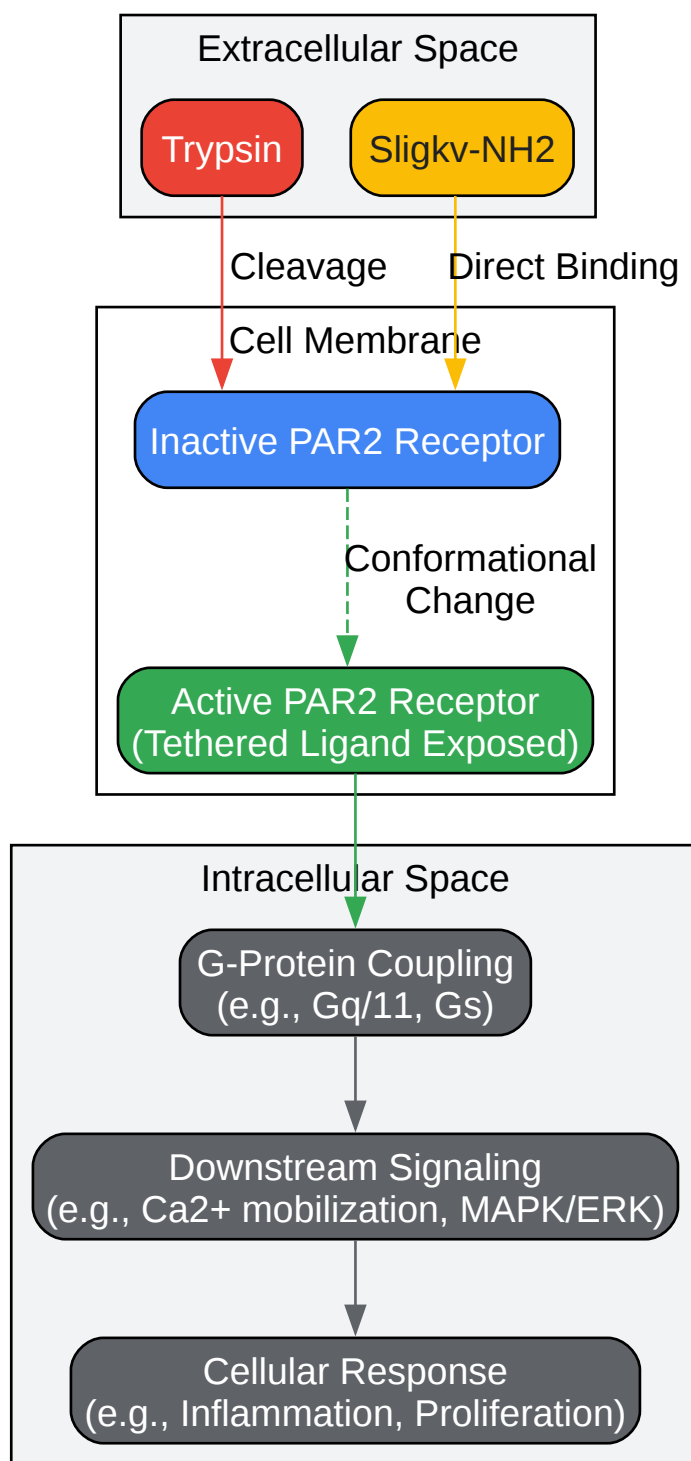 Extracellular Space
Trypsin
Sligkv-NH2
Cleavage
Direct Binding
Cell Membrane
Inactive PAR2 Receptor
Conformational
Change
Active PAR2 Receptor
(Tethered Ligand Exposed)
Intracellular Space
G-Protein Coupling
(e.g., Gq/11, Gs)
Downstream Signaling
(e.g., Ca2+ mobilization, MAPK/ERK)
Cellular Response
(e.g., Inflammation, Proliferation)